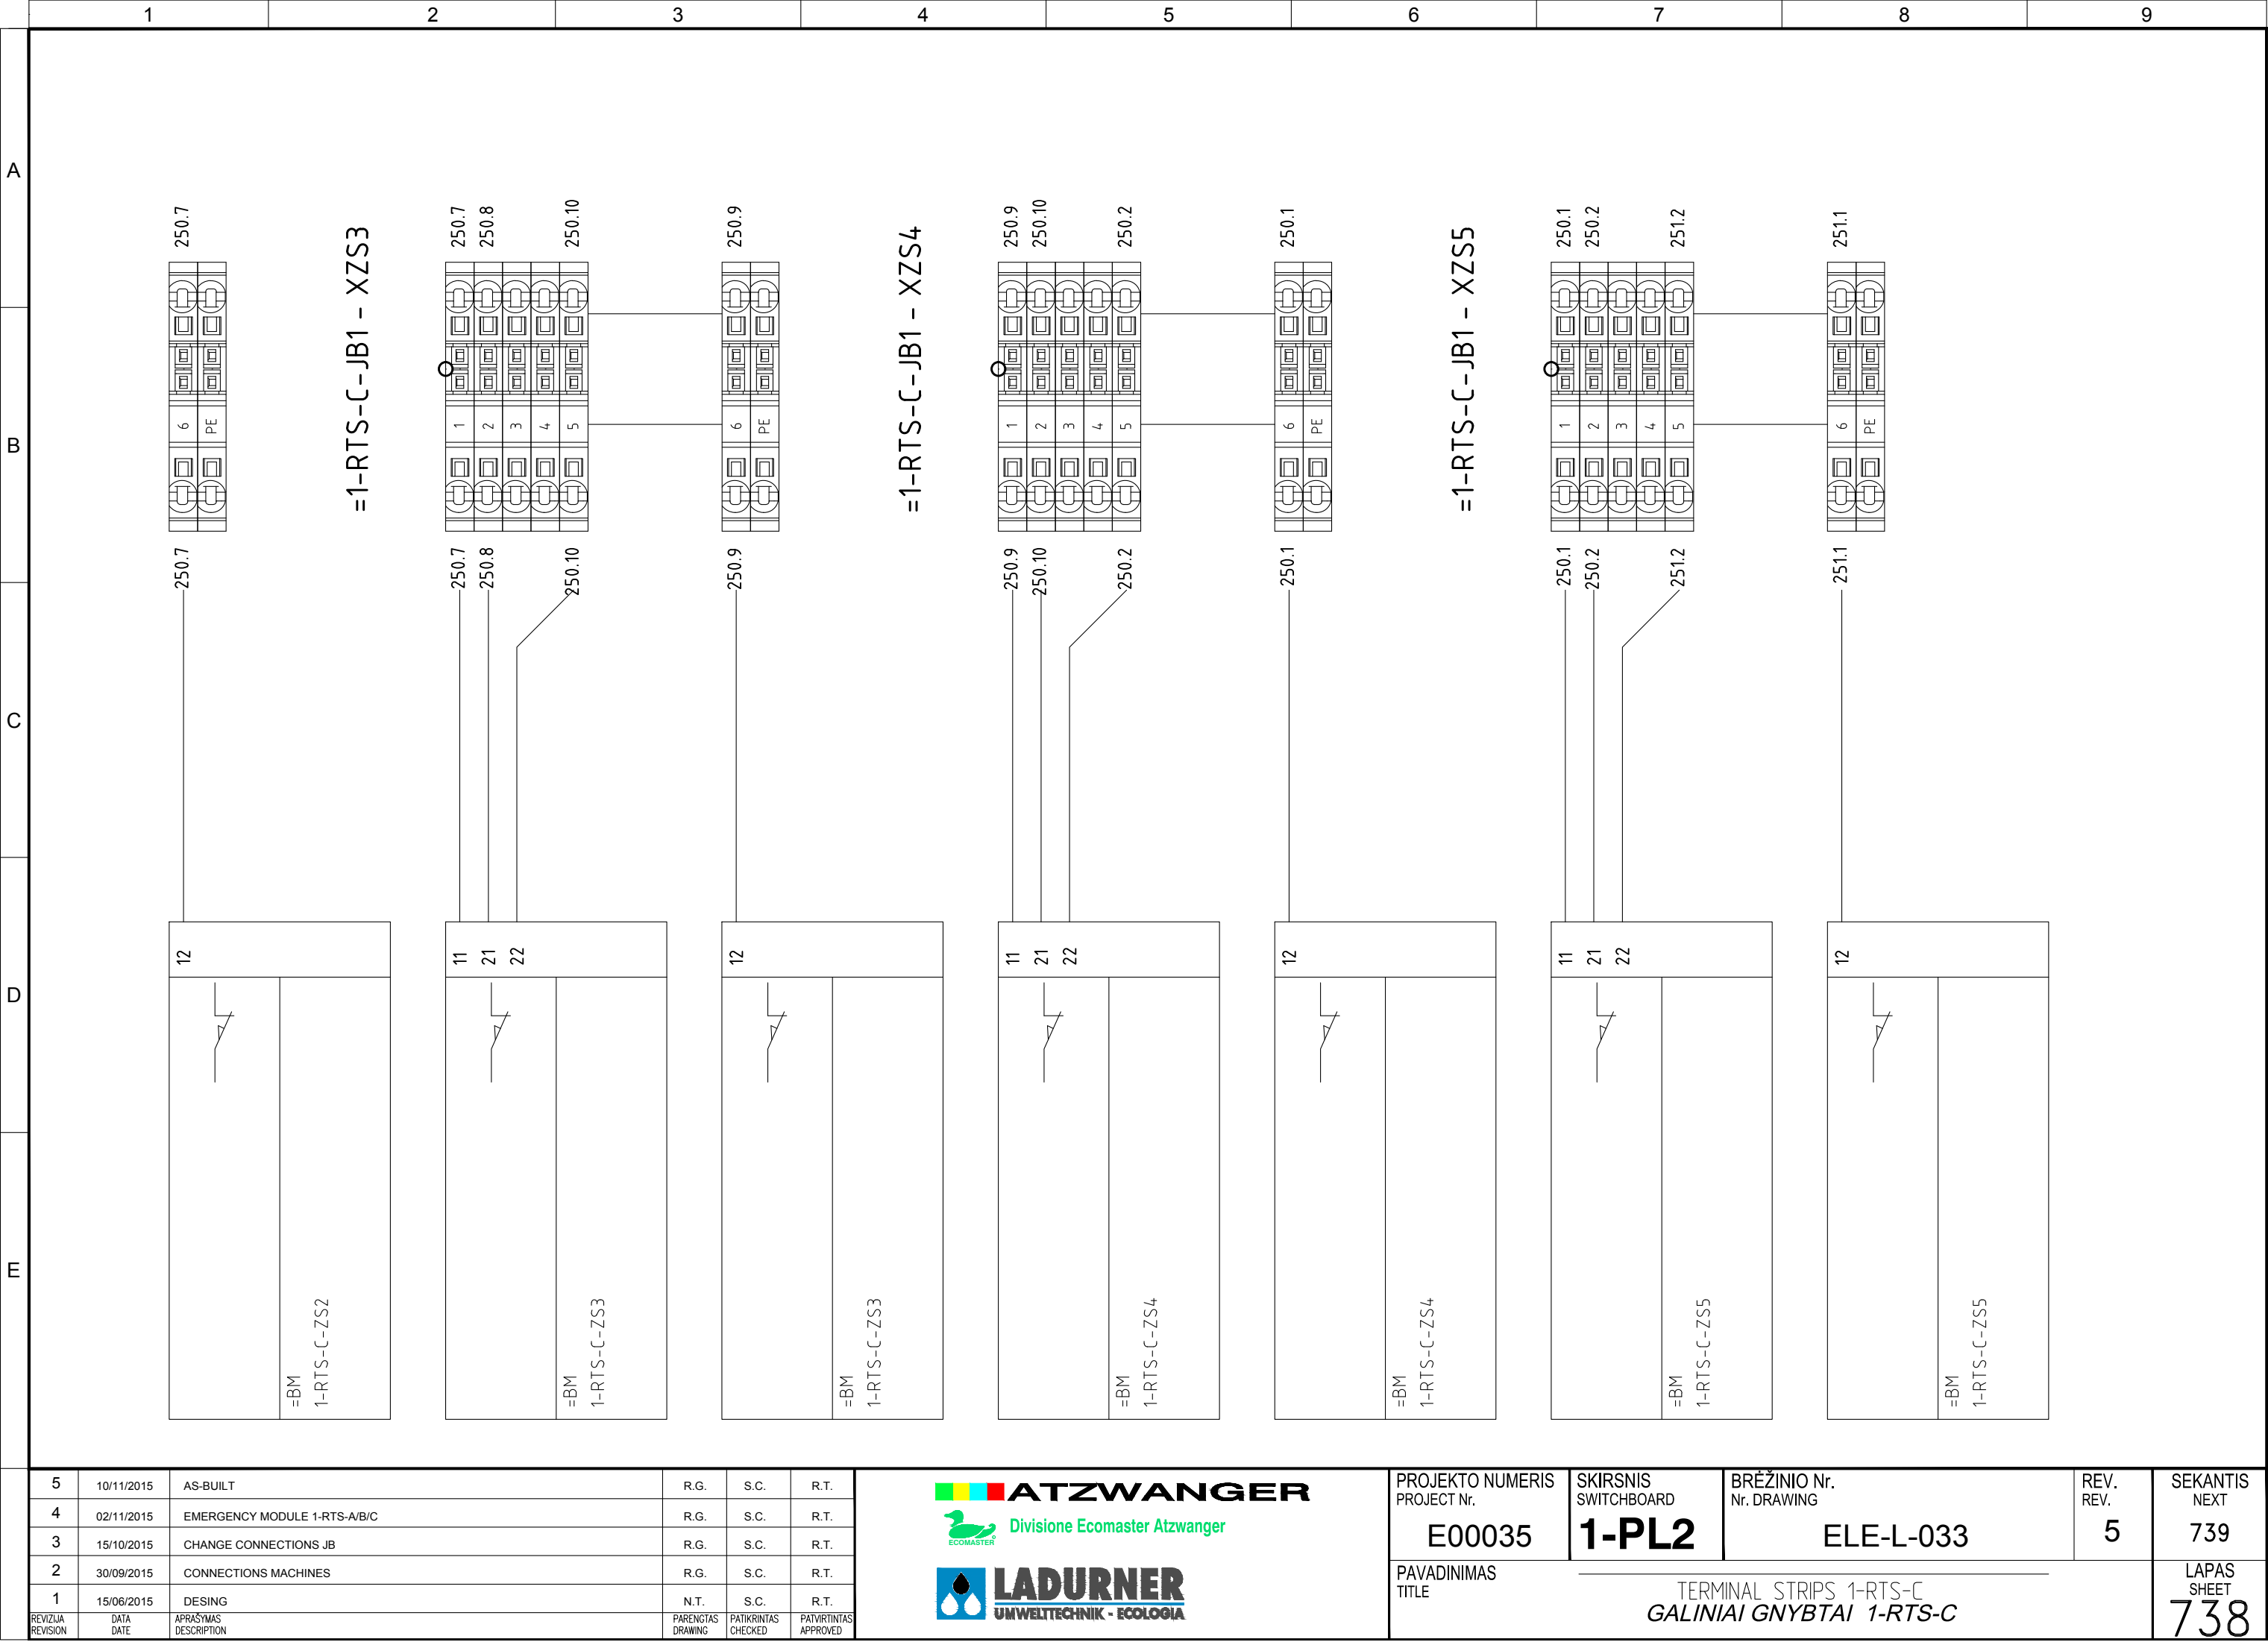 1 2 3 4 5 6 7 8 9
A
B
C
D
E
250.7
=1-RTS-C-JB1 - XZS3
250.7 250.8 250.10
250.9
=1-RTS-C-JB1 - XZS4
250.9 250.10 250.2
250.1
=1-RTS-C-JB1 - XZS5
250.1 250.2 251.2
251.1
6 PE
1 2 3 4 5
6 PE
1 2 3 4 5
6 PE
1 2 3 4 5
6 PE
250.7
250.7 250.8 250.10
250.9
250.9 250.10 250.2
250.1
250.1 250.2 251.2
251.1
12
11 21 22
12
11 21 22
12
11 21 22
12
=BM
1-RTS-C-ZS2
=BM
1-RTS-C-ZS3
=BM
1-RTS-C-ZS3
=BM
1-RTS-C-ZS4
=BM
1-RTS-C-ZS4
=BM
1-RTS-C-ZS5
=BM
1-RTS-C-ZS5
5 10/11/2015 AS-BUILT R.G. S.C. R.T.
4 02/11/2015 EMERGENCY MODULE 1-RTS-A/B/C R.G. S.C. R.T.
3 15/10/2015 CHANGE CONNECTIONS JB R.G. S.C. R.T.
2 30/09/2015 CONNECTIONS MACHINES R.G. S.C. R.T.
1 15/06/2015 DESING N.T. S.C. R.T.
REVIZIJA DATA APRAŠYMAS PARENGTAS PATIKRINTAS PATVIRTINTAS
REVISION DATE DESCRIPTION DRAWING CHECKED APPROVED
ATZWANGER
ECOMASTER
Divisione Ecomaster Atzwanger
LADURNER
UMWELTTECHNIK - ECOLOGIA
PROJEKTO NUMERIS
PROJECT Nr.
E00035
SKIRSNIS
SWITCHBOARD
1-PL2
BRĖŽINIO Nr.
Nr. DRAWING
ELE-L-033
REV.
REV.
5
SEKANTIS
NEXT
739
PAVADINIMAS
TITLE
TERMINAL STRIPS 1-RTS-C
GALINIAI GNYBTAI 1-RTS-C
LAPAS
SHEET
738